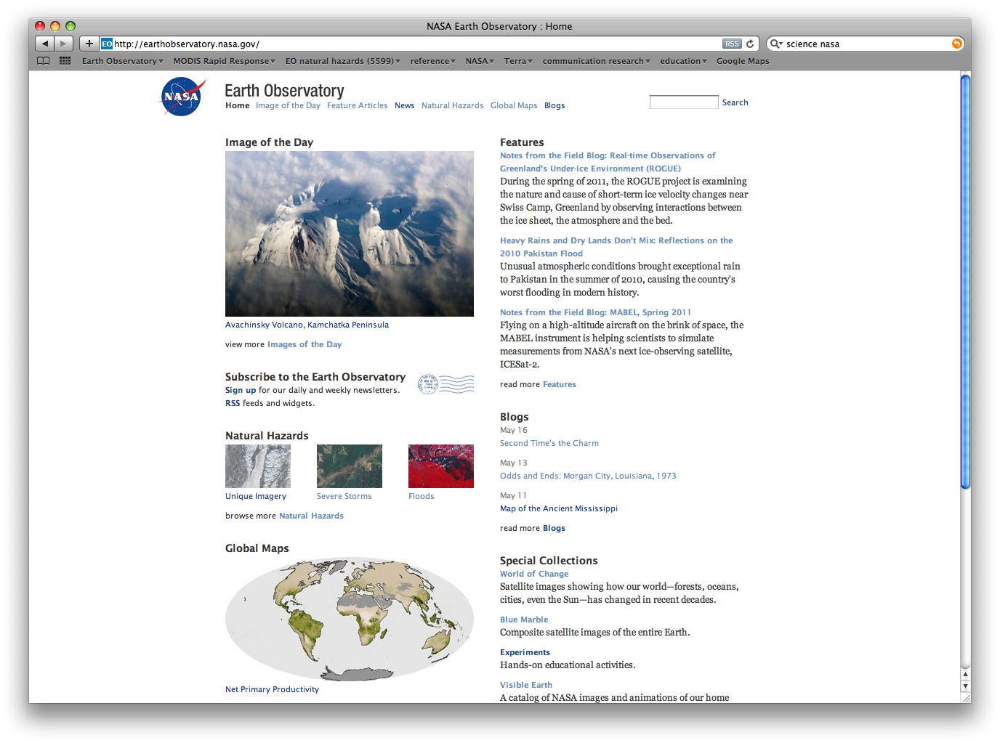 NASA Earth Observatory : Home
EO http://earthobservatory.nasa.gov/
RSS
science nasa
Earth Observatory
MODIS Rapid Response
EO natural hazards (5599)
reference
NASA
Terra
communication research
education
Google Maps
NASA
Earth Observatory
Home Image of the Day Feature Articles News Natural Hazards Global Maps Blogs
Search
Image of the Day
Avachinsky Volcano, Kamchatka Peninsula
view more Images of the Day
Subscribe to the Earth Observatory
Sign up for our daily and weekly newsletters.
RSS feeds and widgets.
Natural Hazards
Unique Imagery
Severe Storms
Floods
browse more Natural Hazards
Global Maps
Net Primary Productivity
Features
Notes from the Field Blog: Real-time Observations of
Greenland's Under-ice Environment (ROGUE)
During the spring of 2011, the ROGUE project is examining
the nature and cause of short-term ice velocity changes near
Swiss Camp, Greenland by observing interactions between
the ice sheet, the atmosphere and the bed.
Heavy Rains and Dry Lands Don't Mix: Reflections on the
2010 Pakistan Flood
Unusual atmospheric conditions brought exceptional rain
to Pakistan in the summer of 2010, causing the country's
worst flooding in modern history.
Notes from the Field Blog: MABEL, Spring 2011
Flying on a high-altitude aircraft on the brink of space, the
MABEL instrument is helping scientists to simulate
measurements from NASA's next ice-observing satellite,
ICESat-2.
read more Features
Blogs
May 16
Second Time's the Charm
May 13
Odds and Ends: Morgan City, Louisiana, 1973
May 11
Map of the Ancient Mississippi
read more Blogs
Special Collections
World of Change
Satellite images showing how our world—forests, oceans,
cities, even the Sun—has changed in recent decades.
Blue Marble
Composite satellite images of the entire Earth.
Experiments
Hands-on educational activities.
Visible Earth
A catalog of NASA images and animations of our home